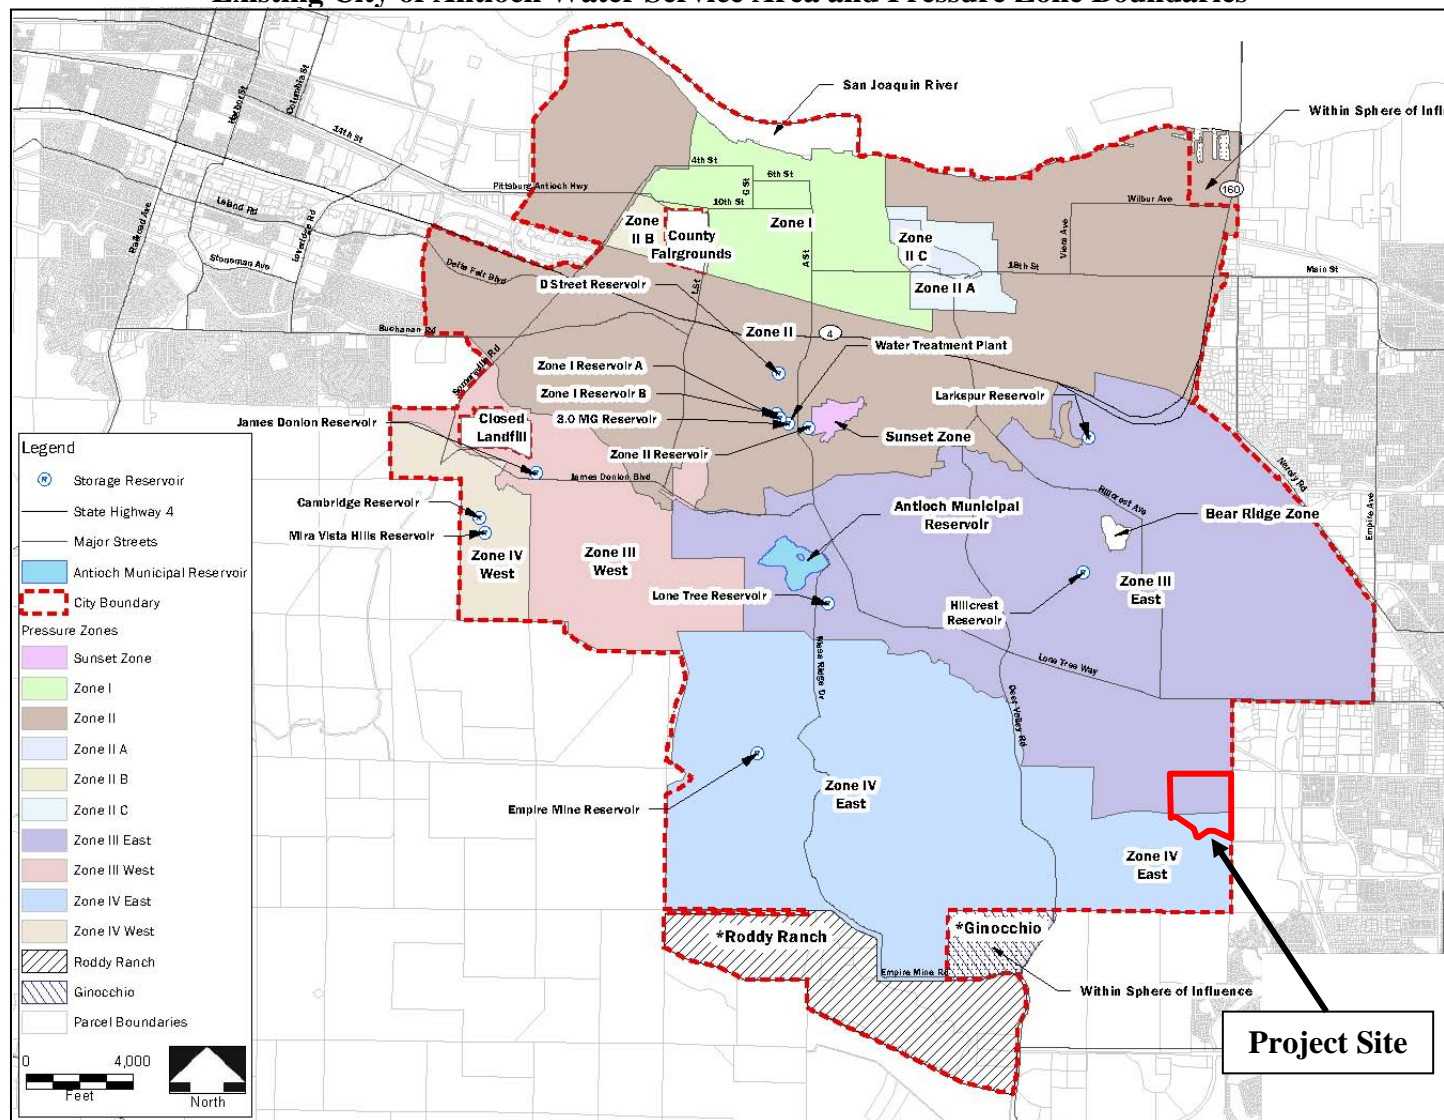 Existing City of Antioch Water Service Area and Pressure Zone Boundaries
San Joaquin River
Within Sphere of Infl
Harbor St
Columbia St
14th St
4th St
6th St
G St
160
Pittsburg Antioch Hwy
10th St
Wilbur Ave
Leland Rd
Loveridge Rd
Railroad Ave
Zone
II B
County
Fairgrounds
Zone I
A St
Zone
II C
Viera Ave
Stoneman Ave
Delta Fair Blvd
18th St
Main St
L St
D Street Reservoir
Zone II A
Buchanan Rd
Zone II
4
Water Treatment Plant
Somersville Rd
Zone I Reservoir A
Zone I Reservoir B
Larkspur Reservoir
James Donlon Reservoir
Closed
Landfill
3.0 MG Reservoir
Sunset Zone
Zone II Reservoir
Neroly Rd
James Donlon Blvd
Hillcrest Ave
Empire Ave
Cambridge Reservoir
Antioch Municipal
Reservoir
Bear Ridge Zone
Mira Vista Hills Reservoir
Zone IV
West
Zone III
West
Zone III
East
Lone Tree Reservoir
Hillcrest
Reservoir
Lone Tree Way
Deer Valley Rd
Zone IV
East
Empire Mine Reservoir
Zone IV
East
*Roddy Ranch
*Ginocchio
Empire Mine Rd
Within Sphere of Influence
Project Site
Legend
Storage Reservoir
State Highway 4
Major Streets
Antioch Municipal Reservoir
City Boundary
Pressure Zones
Sunset Zone
Zone I
Zone II
Zone II A
Zone II B
Zone II C
Zone III East
Zone III West
Zone IV East
Zone IV West
Roddy Ranch
Ginocchio
Parcel Boundaries
0 4,000
Feet
North